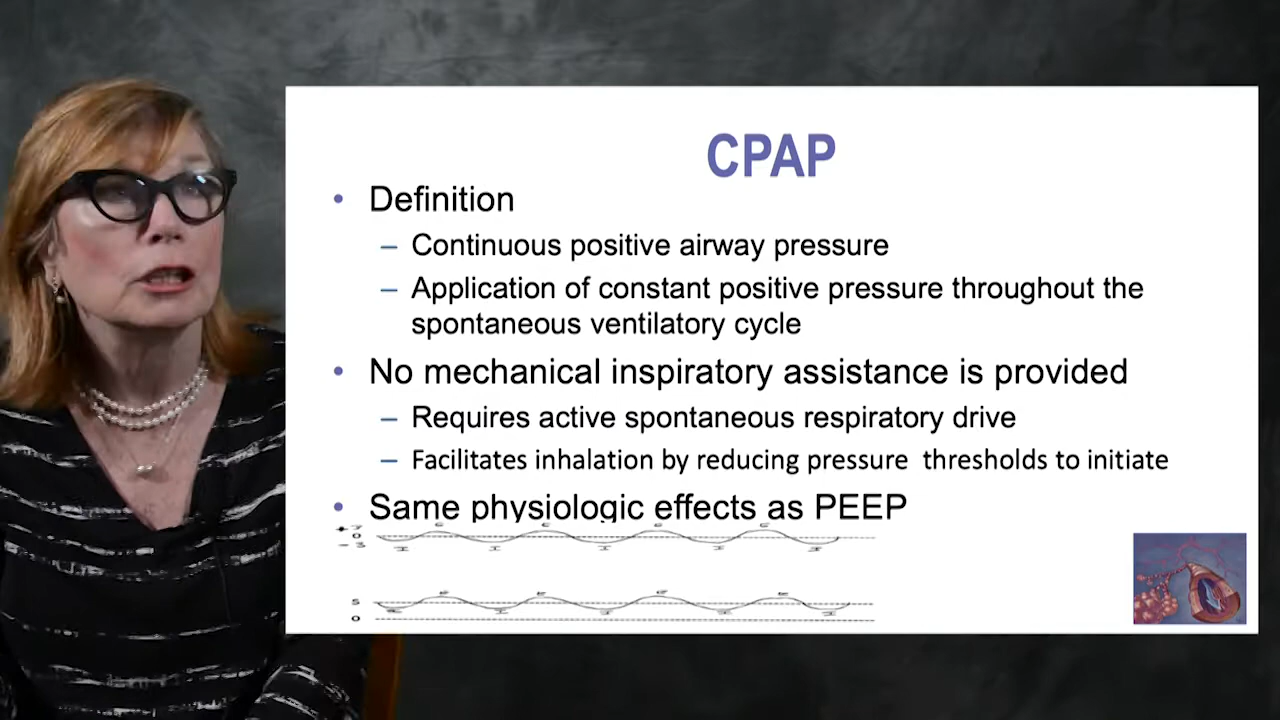 CPAP
• Definition
– Continuous positive airway pressure
– Application of constant positive pressure throughout the
spontaneous ventilatory cycle
• No mechanical inspiratory assistance is provided
– Requires active spontaneous respiratory drive
– Facilitates inhalation by reducing pressure thresholds to initiate
• Same physiologic effects as PEEP
0
- 3
5
0